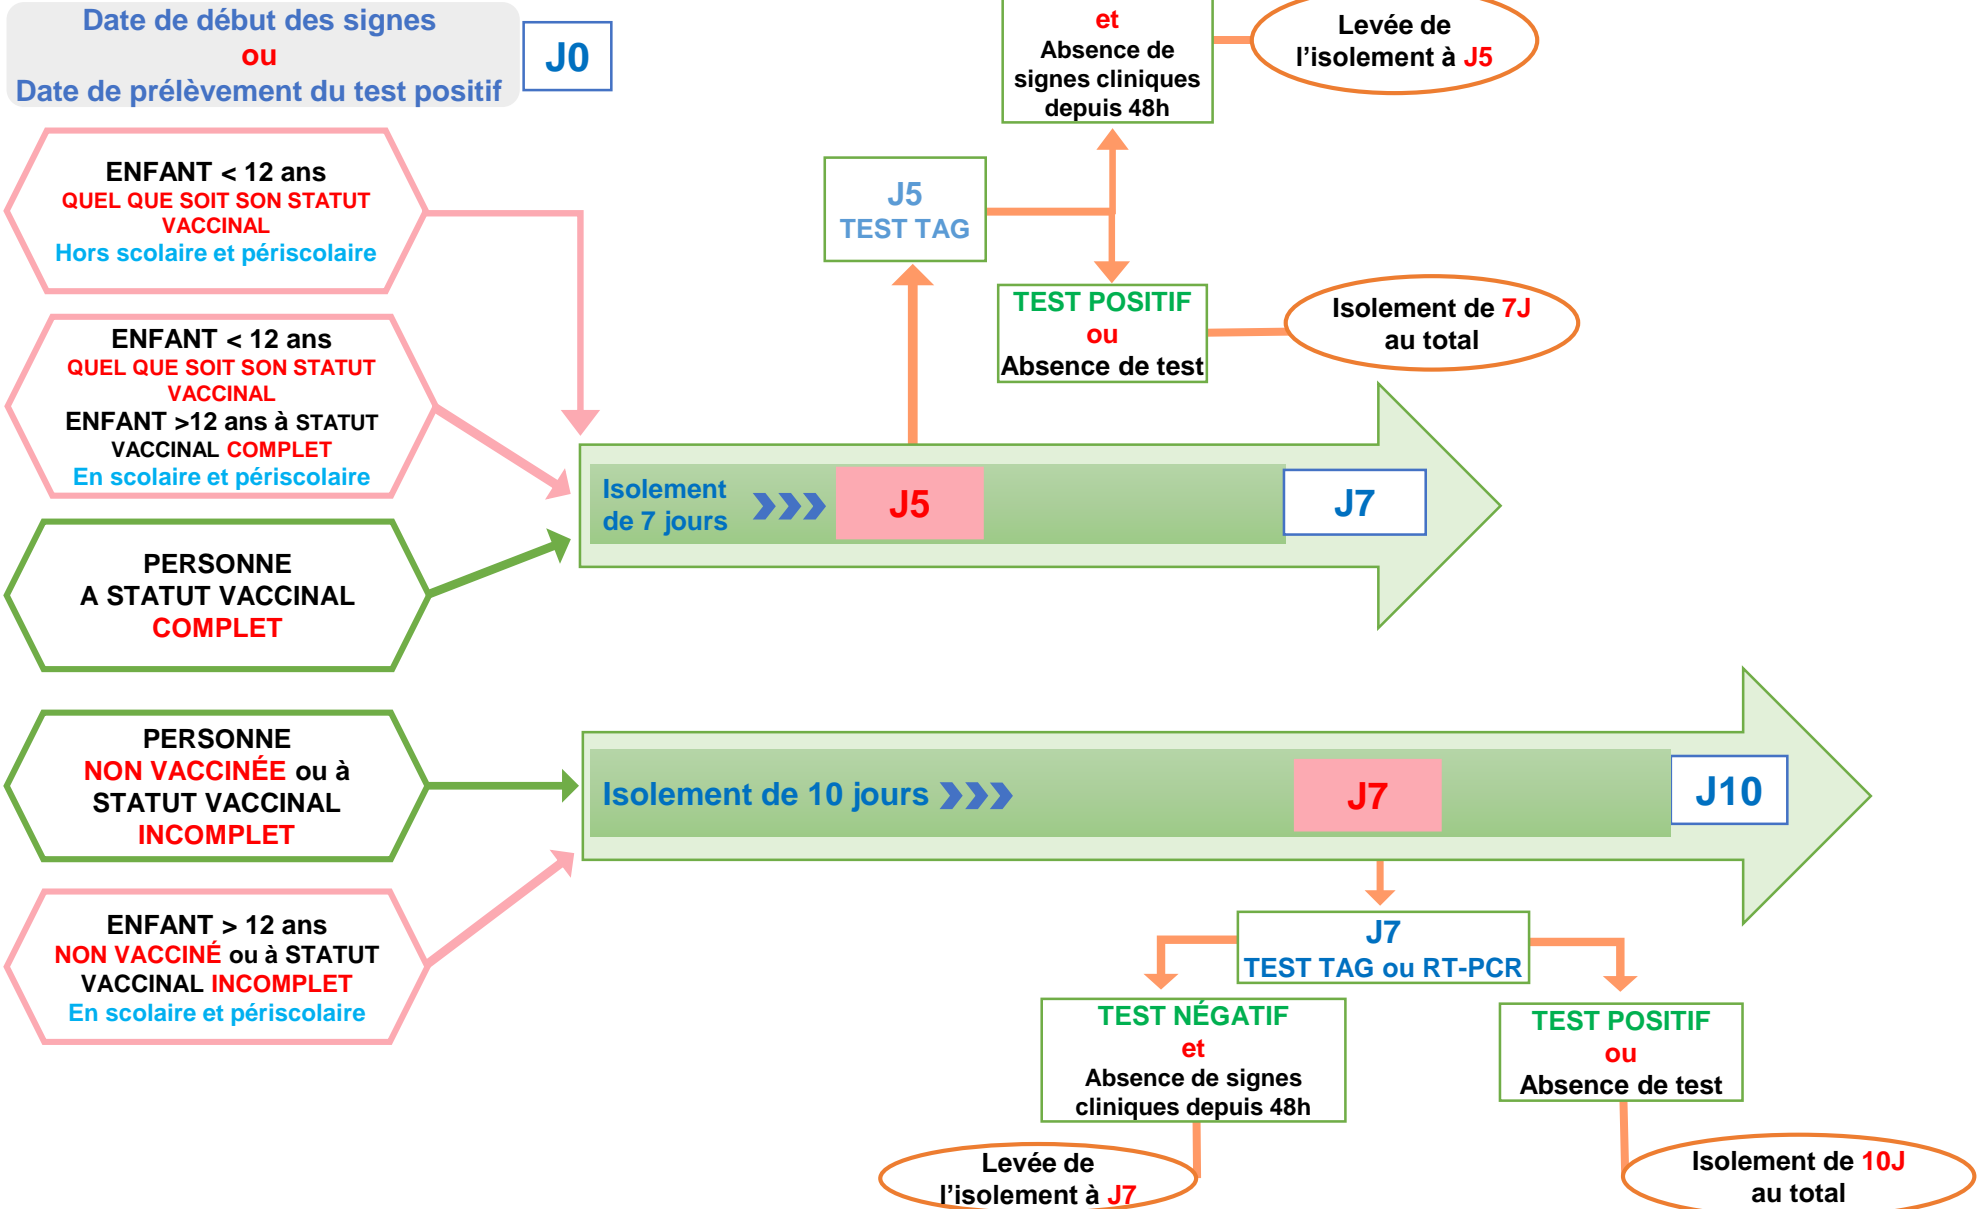 Date de début des signes
ou
Date de prélèvement du test positif
J0
et
Absence de
signes cliniques
depuis 48h
Levée de
l'isolement à J5
ENFANT < 12 ans
QUEL QUE SOIT SON STATUT
VACCINAL
Hors scolaire et périscolaire
J5
TEST TAG
TEST POSITIF
ou
Absence de test
Isolement de 7J
au total
ENFANT < 12 ans
QUEL QUE SOIT SON STATUT
VACCINAL
ENFANT >12 ans à STATUT
VACCINAL COMPLET
En scolaire et périscolaire
Isolement
de 7 jours
J5
J7
PERSONNE
A STATUT VACCINAL
COMPLET
PERSONNE
NON VACCINÉE ou à
STATUT VACCINAL
INCOMPLET
Isolement de 10 jours
J7
J10
ENFANT > 12 ans
NON VACCINÉ ou à STATUT
VACCINAL INCOMPLET
En scolaire et périscolaire
J7
TEST TAG ou RT-PCR
TEST NÉGATIF
et
Absence de signes
cliniques depuis 48h
TEST POSITIF
ou
Absence de test
Levée de
l'isolement à J7
Isolement de 10J
au total